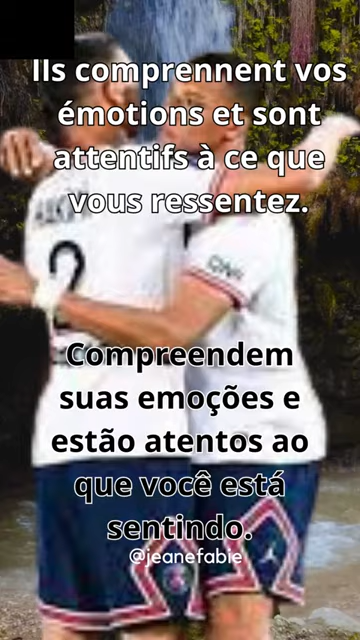 Ils comprennent vos
émotions et sont
attentifs à ce que
vous ressentez.
2
Compreendem
suas emoções e
estão atentos ao
que você está
sentindo.
@jeanefabie